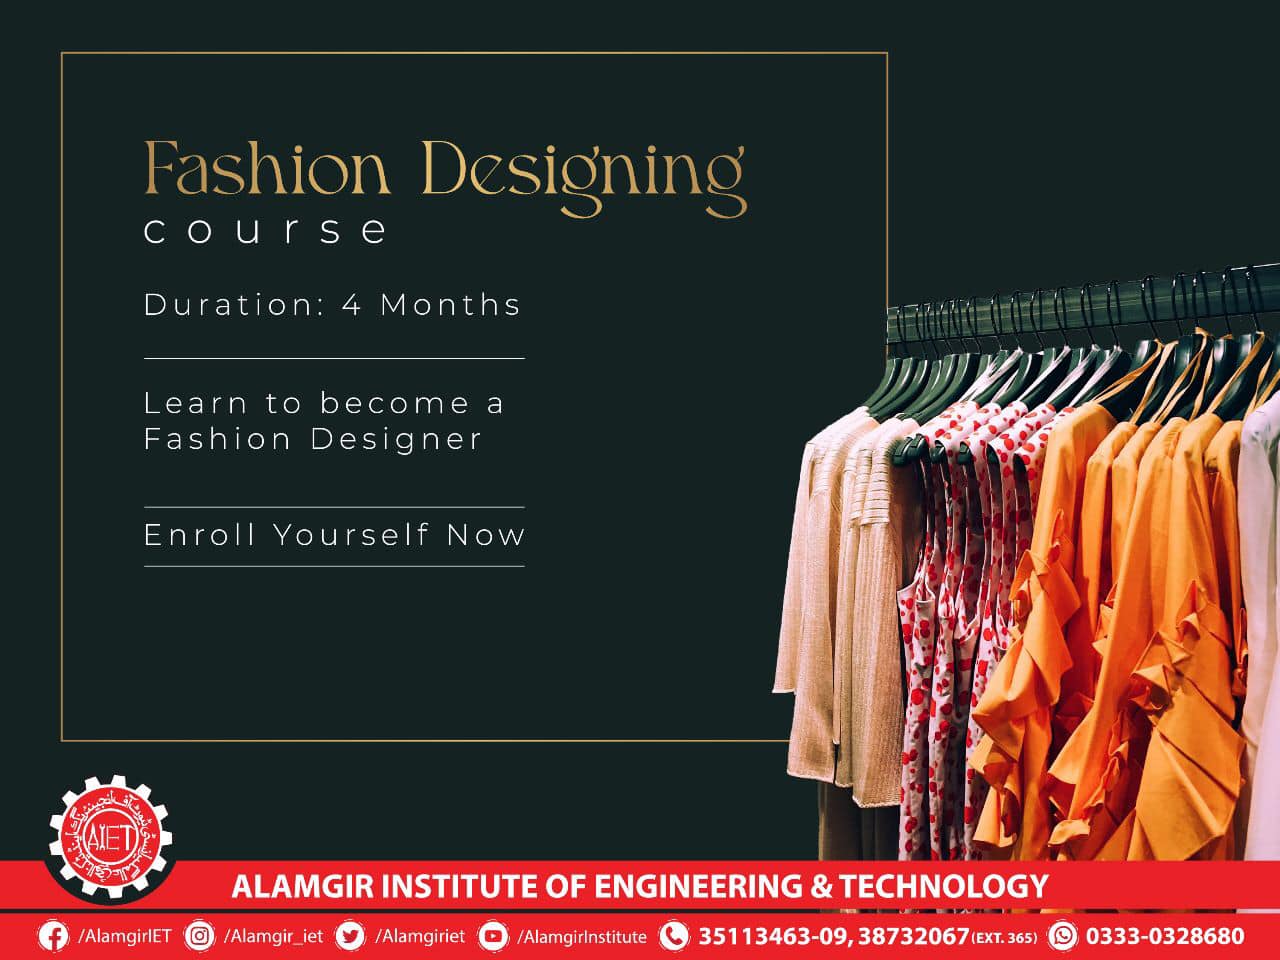 Fashion Designing
course
Duration: 4 Months
Learn to become a
Fashion Designer
Enroll Yourself Now
AIET
ALAMGIR INSTITUTE OF ENGINEERING & TECHNOLOGY
/AlamgirIET /Alamgir_iet /Alamgiriet /AlamgirInstitute 35113463-09, 38732067 (EXT. 365) 0333-0328680